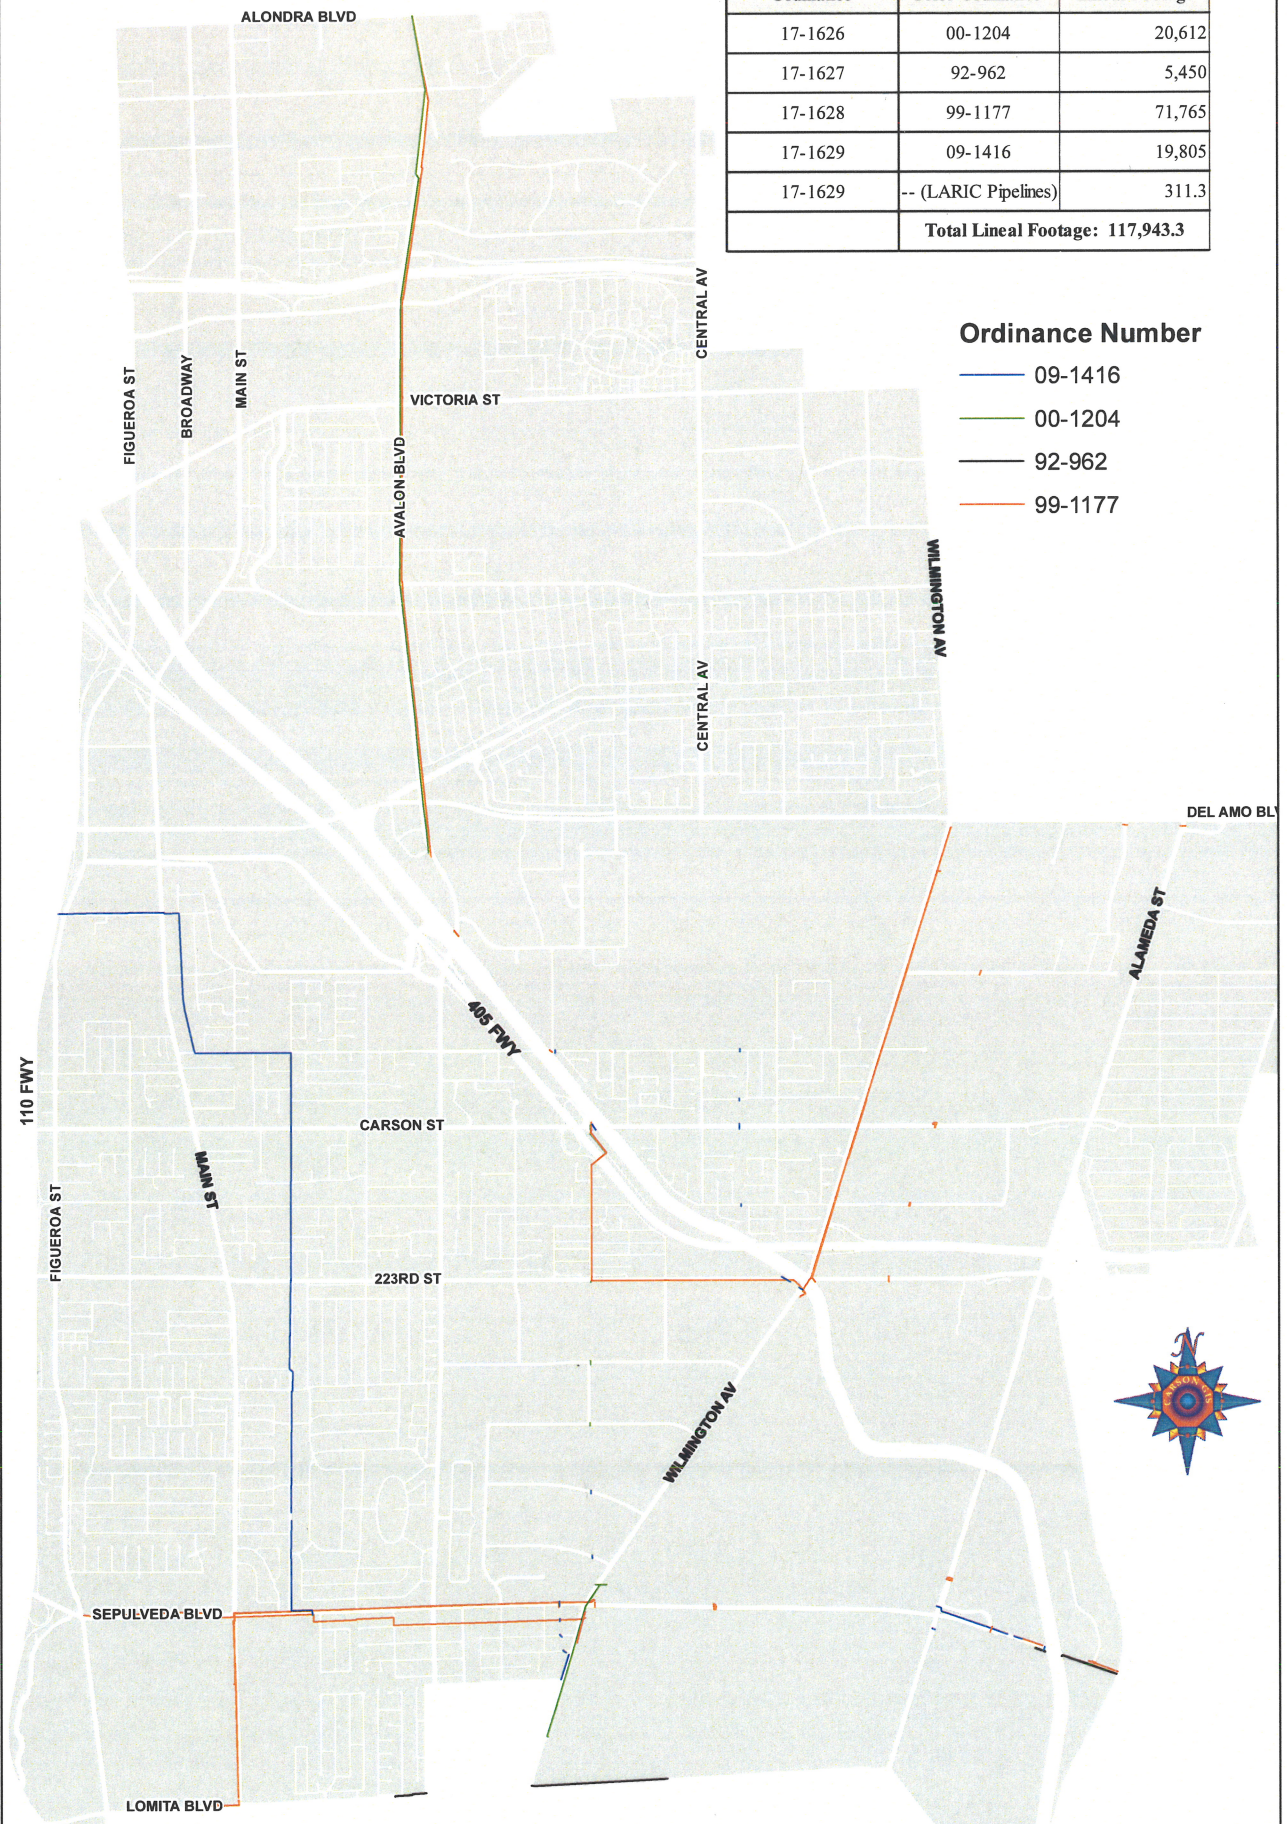 17-1626 00-1204 20,612
17-1627 92-962 5,450
17-1628 99-1177 71,765
17-1629 09-1416 19,805
17-1629 -- (LARIC Pipelines) 311.3
Total Lineal Footage: 117,943.3
Ordinance Number
09-1416
00-1204
92-962
99-1177
ALONDRA BLVD
CENTRAL AV
FIGUEROA ST
BROADWAY
MAIN ST
VICTORIA ST
AVALON BLVD
WILMINGTON AV
CENTRAL AV
DEL AMO BLV
ALAMEDA ST
405 FWY
110 FWY
CARSON ST
MAIN ST
FIGUEROA ST
223RD ST
N
CARSON GIS
WILMINGTON AV
SEPULVEDA BLVD
LOMITA BLVD